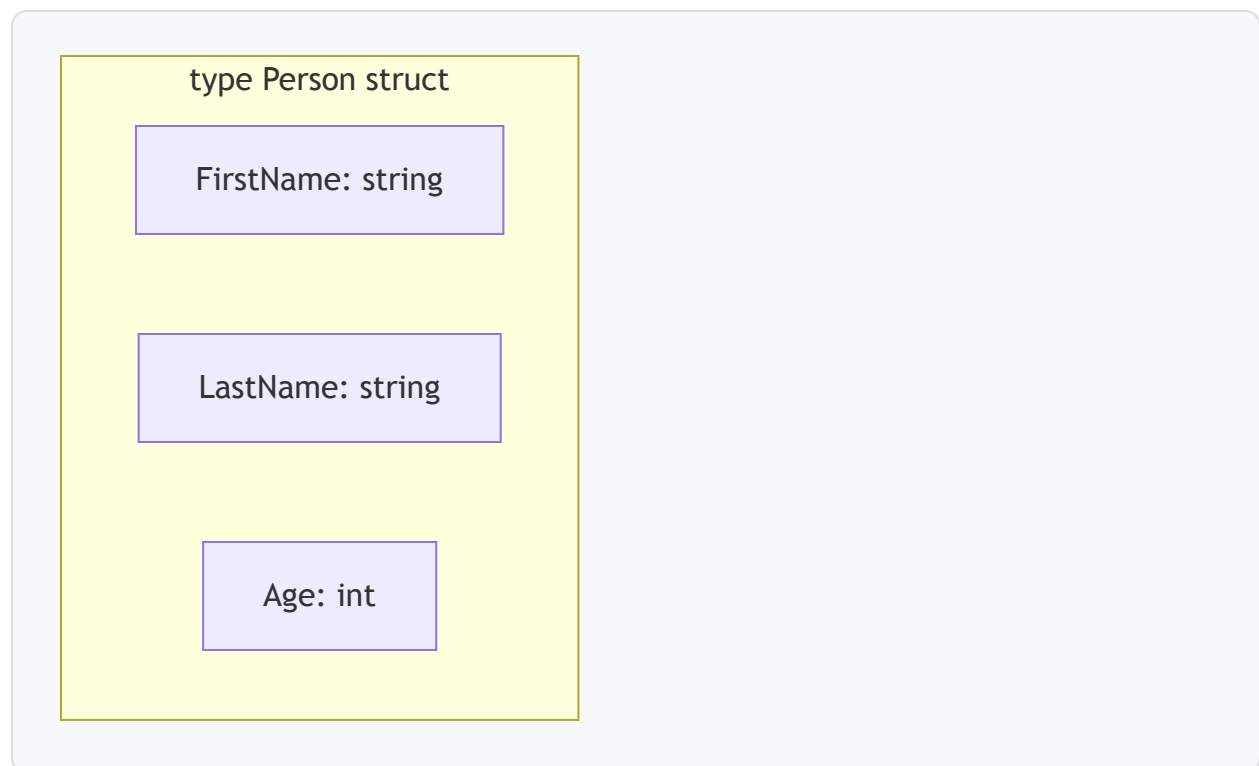 type Person struct
FirstName: string
LastName: string
Age: int